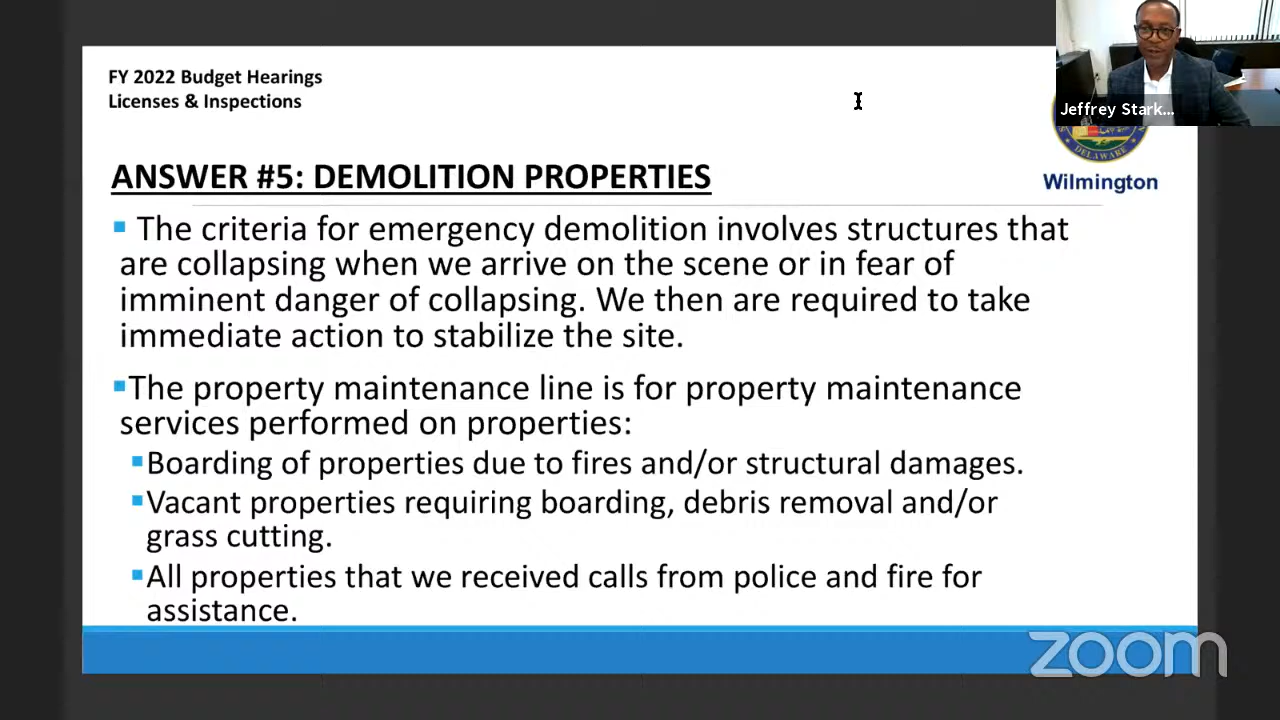 FY 2022 Budget Hearings
Licenses & Inspections
Jeffrey Stark...
DELAWARE
Wilmington
ANSWER #5: DEMOLITION PROPERTIES
▪ The criteria for emergency demolition involves structures that
are collapsing when we arrive on the scene or in fear of
imminent danger of collapsing. We then are required to take
immediate action to stabilize the site.
▪The property maintenance line is for property maintenance
services performed on properties:
▪Boarding of properties due to fires and/or structural damages.
▪Vacant properties requiring boarding, debris removal and/or
grass cutting.
▪All properties that we received calls from police and fire for
assistance.
zoom